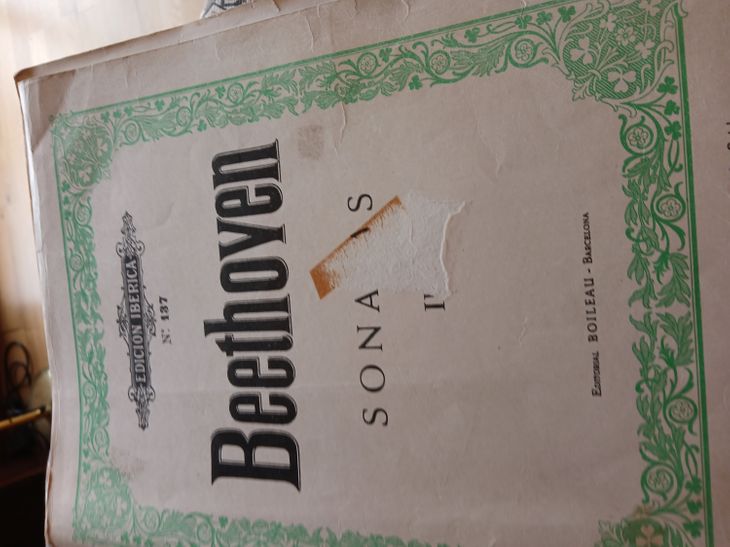 EDICION IBERICA
Nº. 137
Beethoven
SONA S
EDITORIAL BOILEAU - BARCELONA